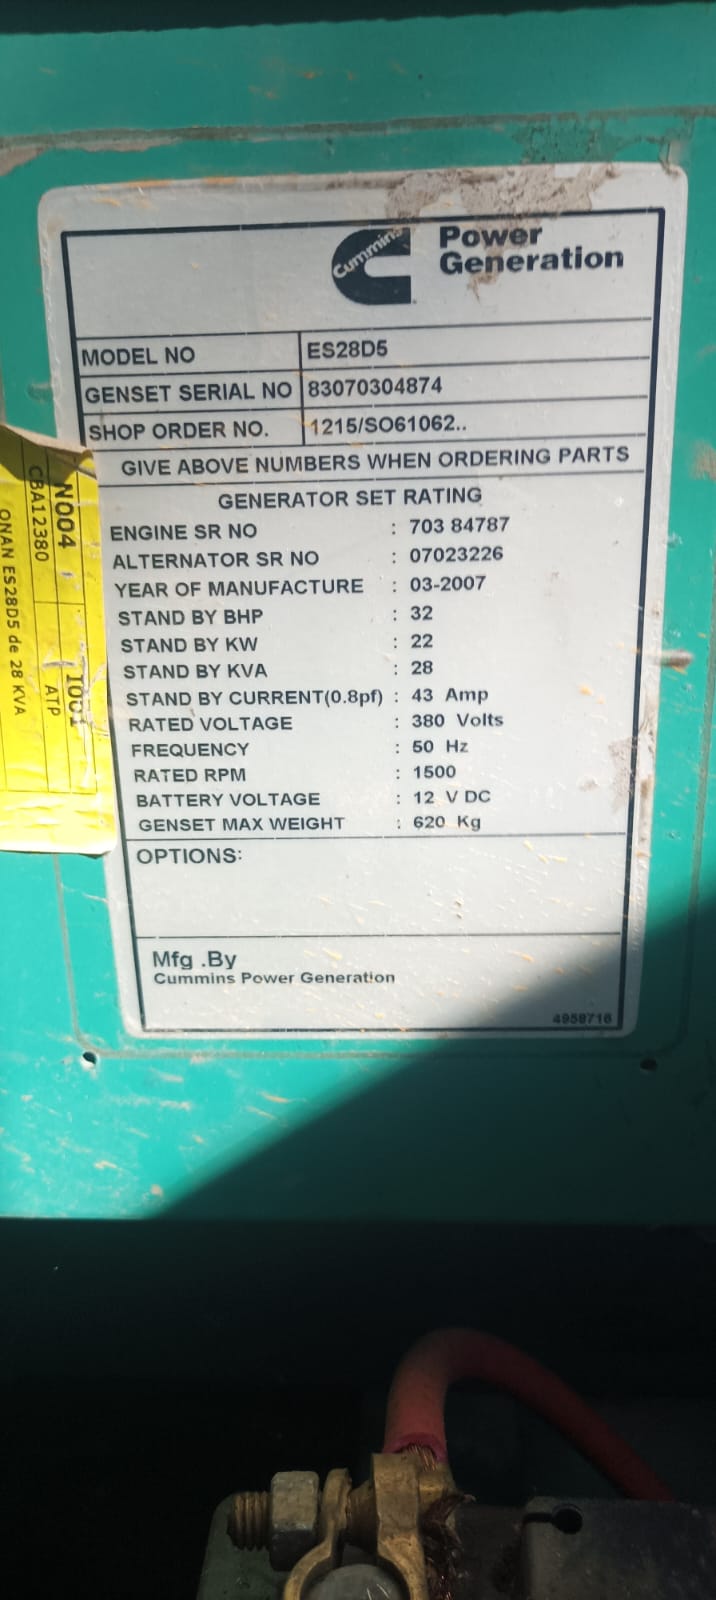 Cummins
Power
Generation
MODEL NO ES28D5
GENSET SERIAL NO 83070304874
SHOP ORDER NO. 1215/SO61062..
GIVE ABOVE NUMBERS WHEN ORDERING PARTS
GENERATOR SET RATING
ENGINE SR NO : 703 84787
ALTERNATOR SR NO : 07023226
YEAR OF MANUFACTURE : 03-2007
STAND BY BHP : 32
STAND BY KW : 22
STAND BY KVA : 28
STAND BY CURRENT(0.8pf) : 43 Amp
RATED VOLTAGE : 380 Volts
FREQUENCY : 50 Hz
RATED RPM : 1500
BATTERY VOLTAGE : 12 V DC
GENSET MAX WEIGHT : 620 Kg
OPTIONS:
Mfg .By
Cummins Power Generation
4958716
N004
CBA12380
ATP
ONAN ES28D5 de 28 KVA